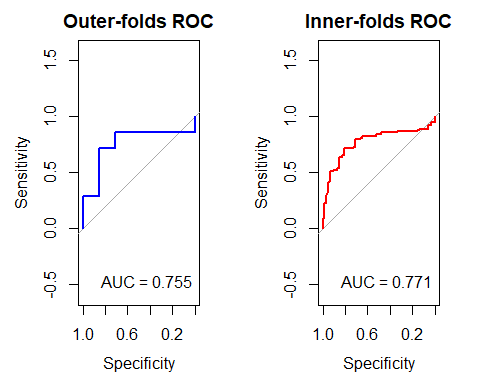 Outer-folds ROC
Sensitivity
1.5
1.0
0.5
0.0
-0.5
AUC = 0.755
1.0 0.6 0.2
Specificity
Inner-folds ROC
Sensitivity
1.5
1.0
0.5
0.0
-0.5
AUC = 0.771
1.0 0.6 0.2
Specificity